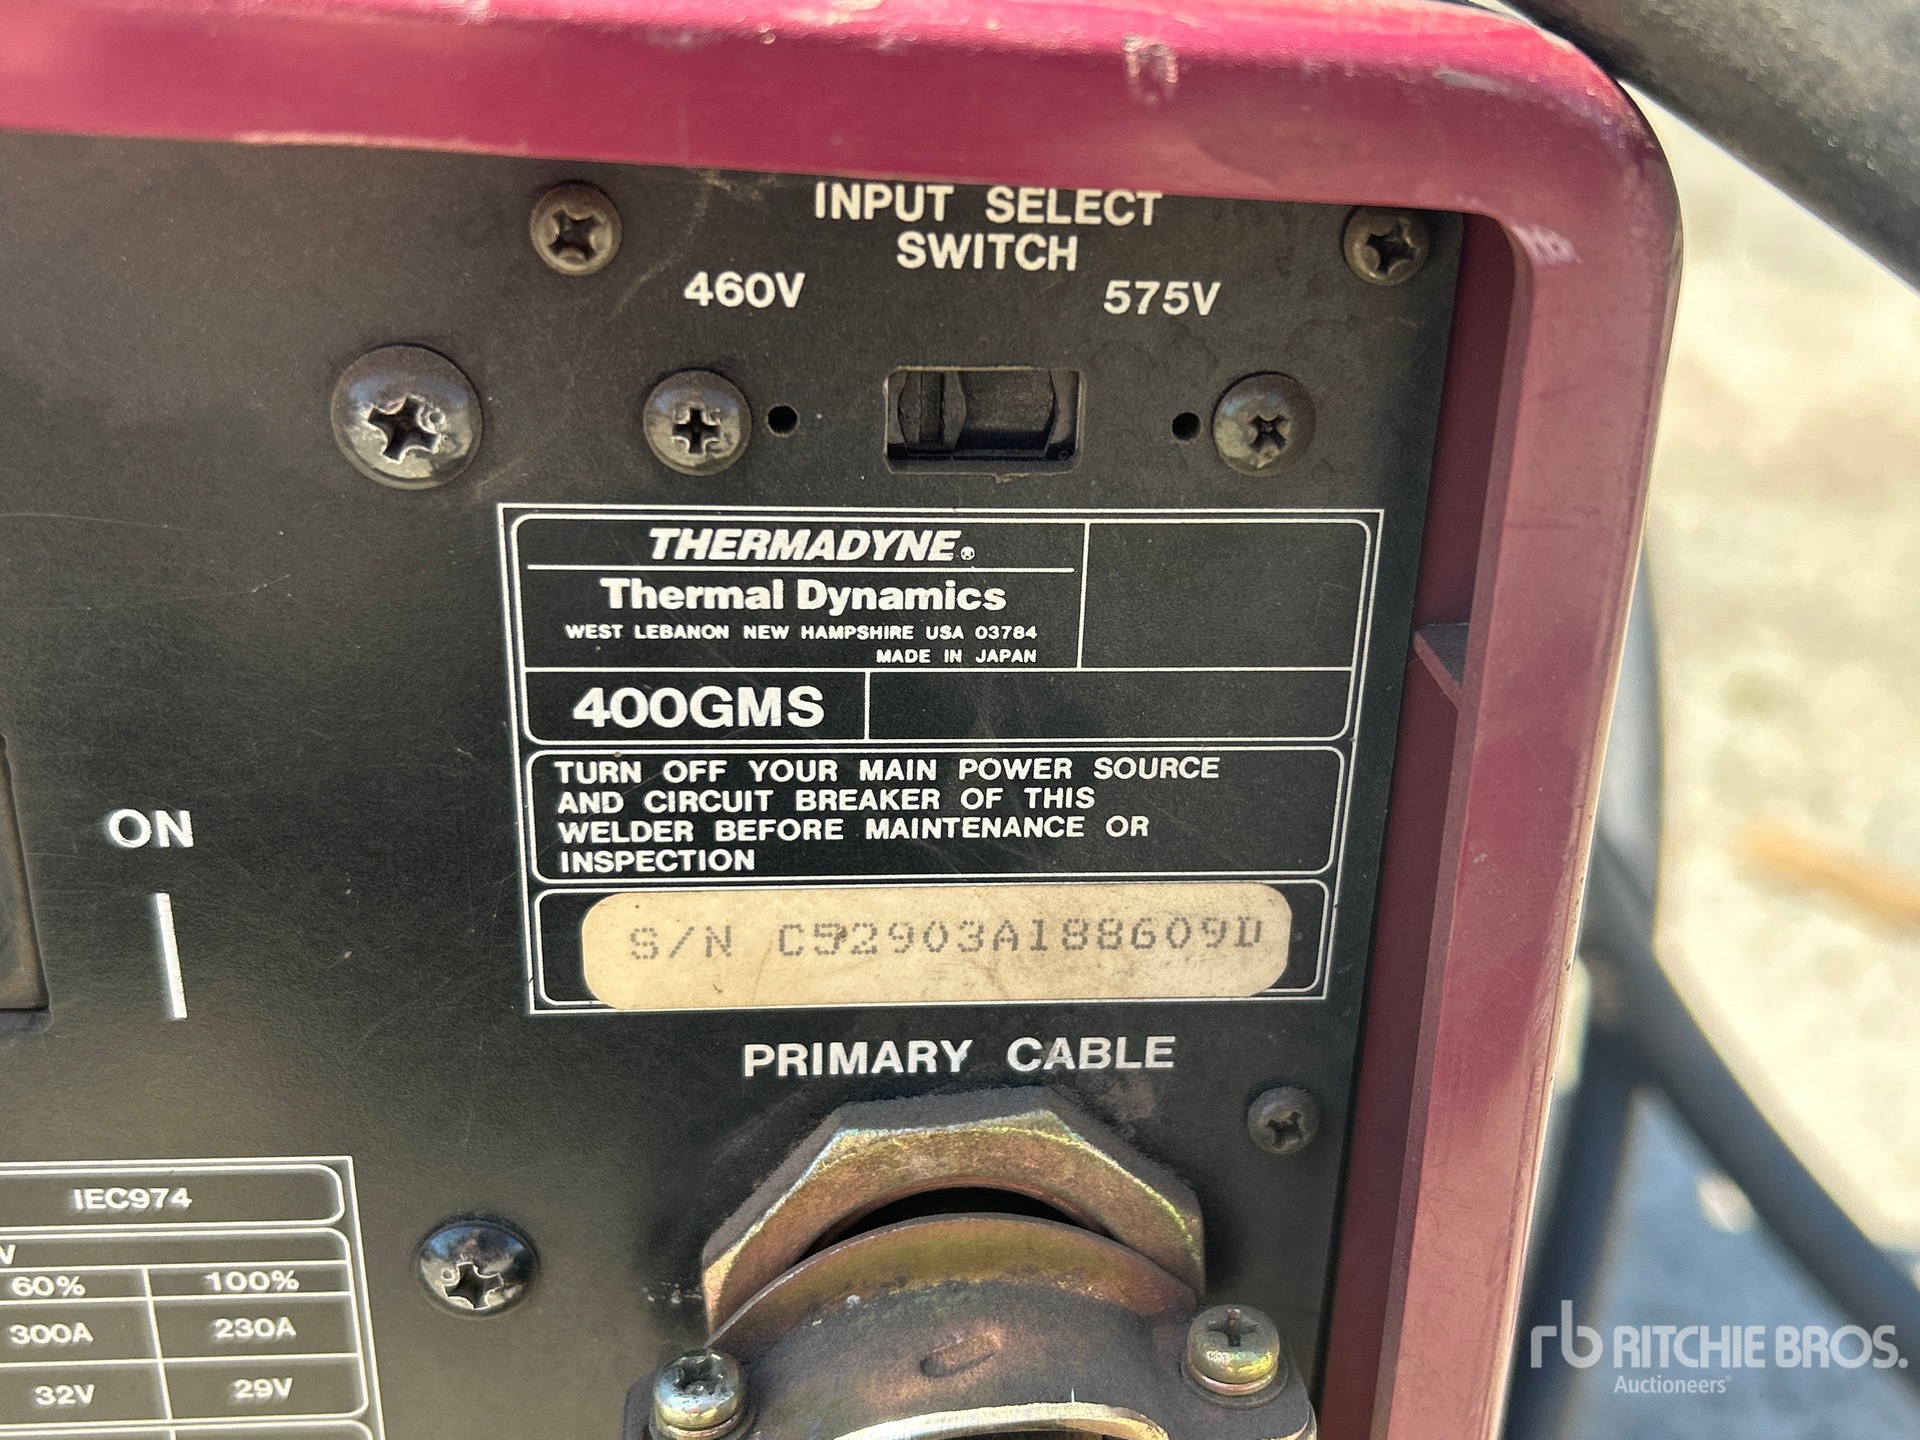 INPUT SELECT
SWITCH
460V
575V
THERMADYNE®
Thermal Dynamics
WEST LEBANON NEW HAMPSHIRE USA 03784
MADE IN JAPAN
400GMS
TURN OFF YOUR MAIN POWER SOURCE
AND CIRCUIT BREAKER OF THIS
WELDER BEFORE MAINTENANCE OR
INSPECTION
ON
S/N C52903A188609D
PRIMARY CABLE
IEC974
V
60% 100%
300A 230A
32V 29V
rb RITCHIE BROS.
Auctioneers